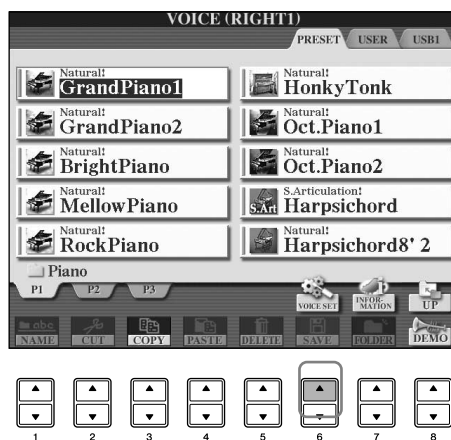 VOICE (RIGHT1)
PRESET USER USB1
Natural!
GrandPiano1
Natural!
GrandPiano2
Natural!
BrightPiano
Natural!
MellowPiano
Natural!
RockPiano
Natural!
HonkyTonk
Natural!
Oct.Piano1
Natural!
Oct.Piano2
S.Art
S.Articulation!
Harpsichord
Natural!
Harpsichord8' 2
Piano
P1 P2 P3
VOICE SET INFOR-MATION UP
abc
NAME CUT COPY PASTE DELETE SAVE FOLDER DEMO
1 2 3 4 5 6 7 8